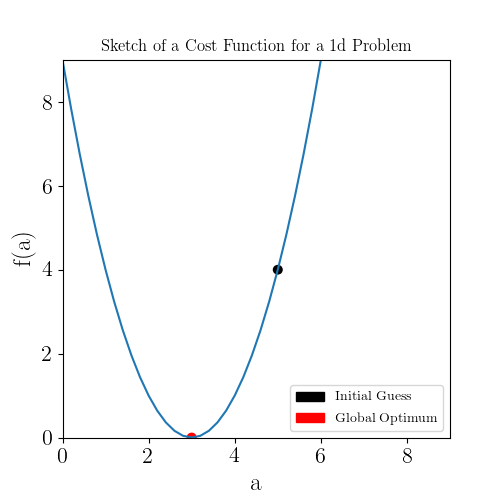 Sketch of a Cost Function for a 1d Problem
8
6
4
2
0
f(a)
0 2 4 6 8
a
Initial Guess
Global Optimum